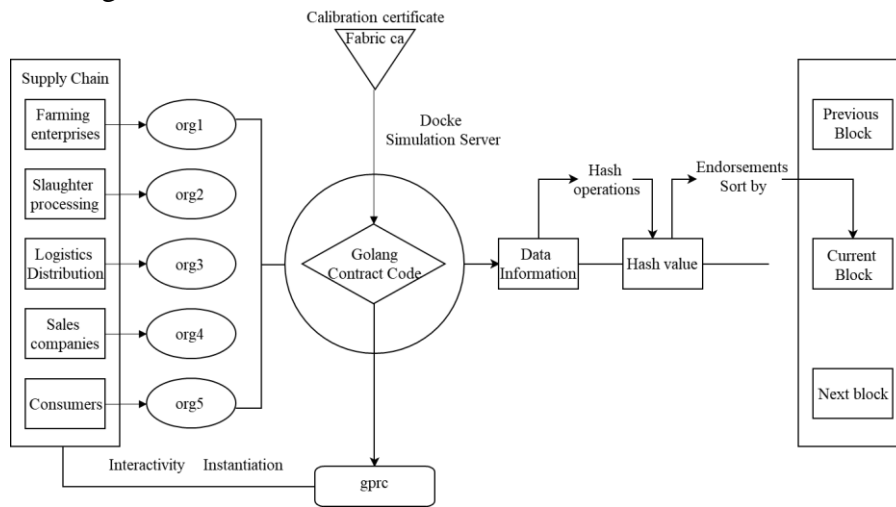 Calibration certificate
Fabric ca
Supply Chain
Farming
enterprises
org1
Docke
Simulation Server
Previous
Block
Hash
operations
Endorsements
Sort by
Slaughter
processing
org2
Logistics
Distribution
org3
Golang
Contract Code
Data
Information
Hash value
Current
Block
Sales
companies
org4
Consumers
org5
Next block
Interactivity
Instantiation
gprc